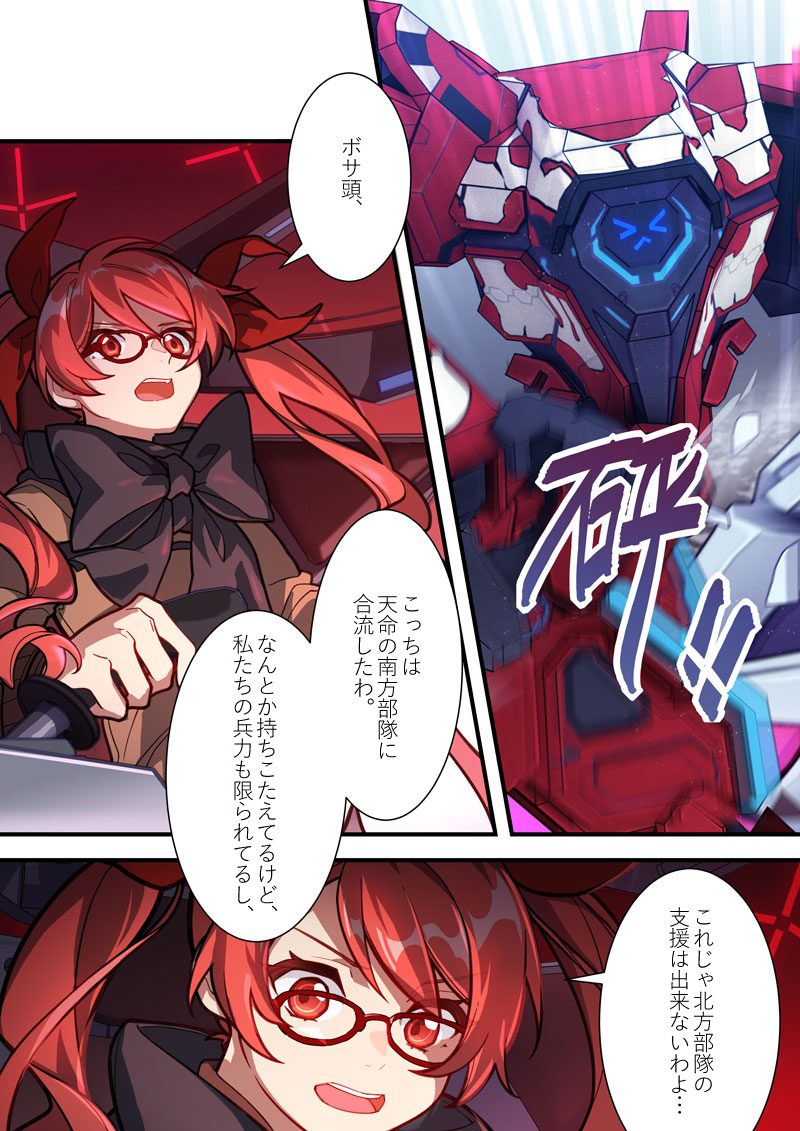 砰!!
ボサ頭、
こっちは
天命の南方部隊に
合流したわ。
なんとか持ちこたえてるけど、
私たちの兵力も限られてるし、
これじゃ北方部隊の
支援は出来ないわよ…